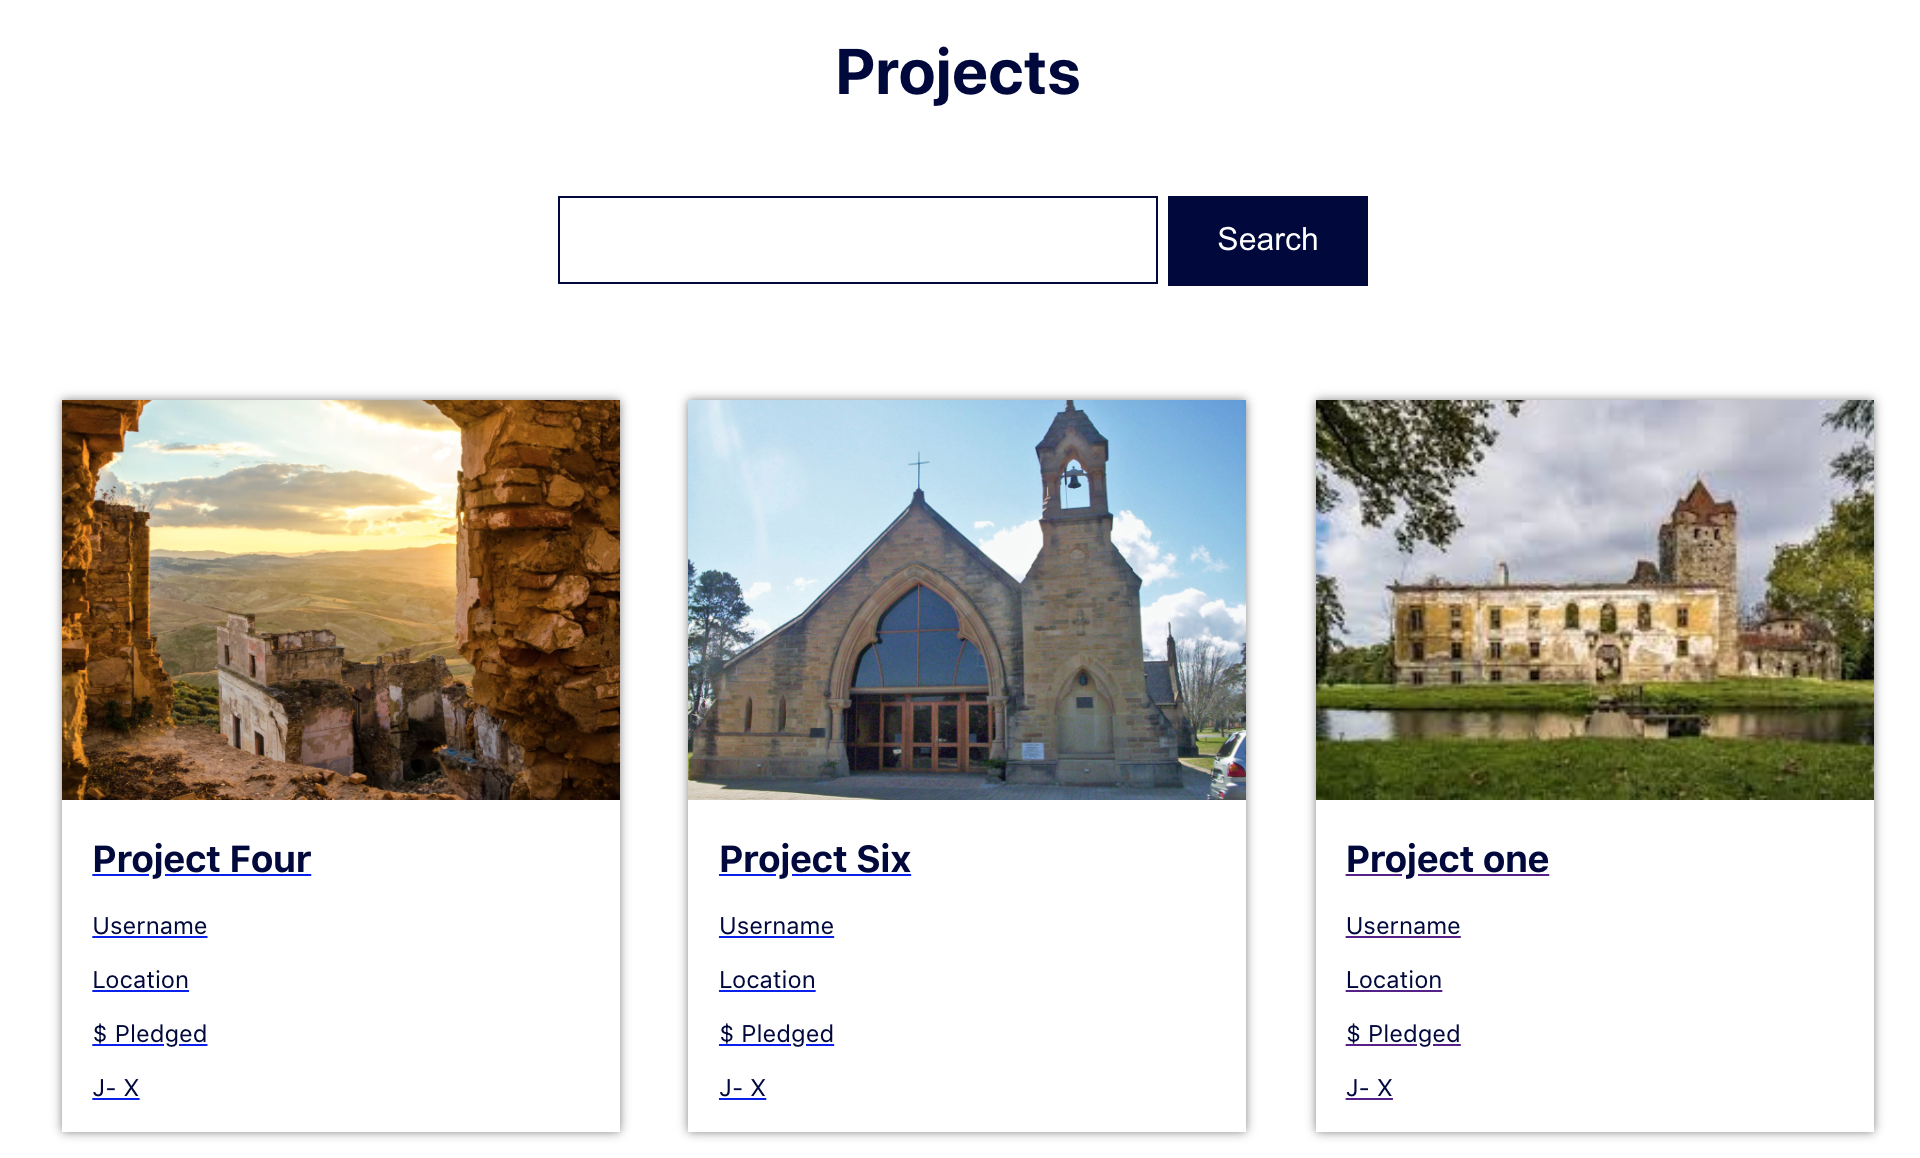 Projects
Search
Project Four
Username
Location
$ Pledged
J- X
Project Six
Username
Location
$ Pledged
J- X
Project one
Username
Location
$ Pledged
J- X